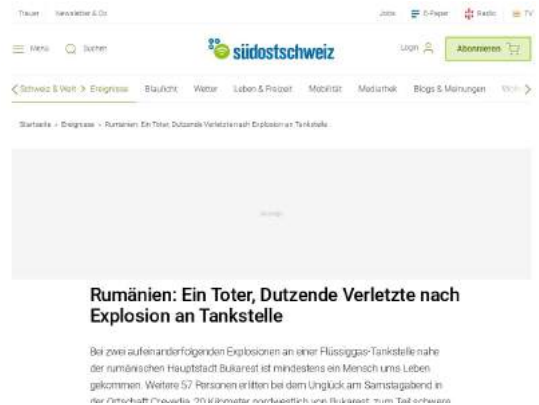 Trauer Newsletter & Co Jobs E-Paper Radio TV
Menü Suchen südostschweiz Login Abonnieren
Schweiz & Welt > Ereignisse Blaulicht Wetter Leben & Freizeit Mobilität Mediathek Blogs & Meinungen
Startseite > Ereignisse > Rumänien: Ein Toter, Dutzende Verletzte nach Explosion an Tankstelle
Rumänien: Ein Toter, Dutzende Verletzte nach
Explosion an Tankstelle
Bei zwei aufeinanderfolgenden Explosionen an einer Flüssiggas-Tankstelle nahe
der rumänischen Hauptstadt Bukarest ist mindestens ein Mensch ums Leben
gekommen. Weitere 57 Personen erlitten bei dem Unglück am Samstagabend in
der Ortschaft Crevedia, 20 Kilometer nordwestlich von Bukarest, zum Teil schwere